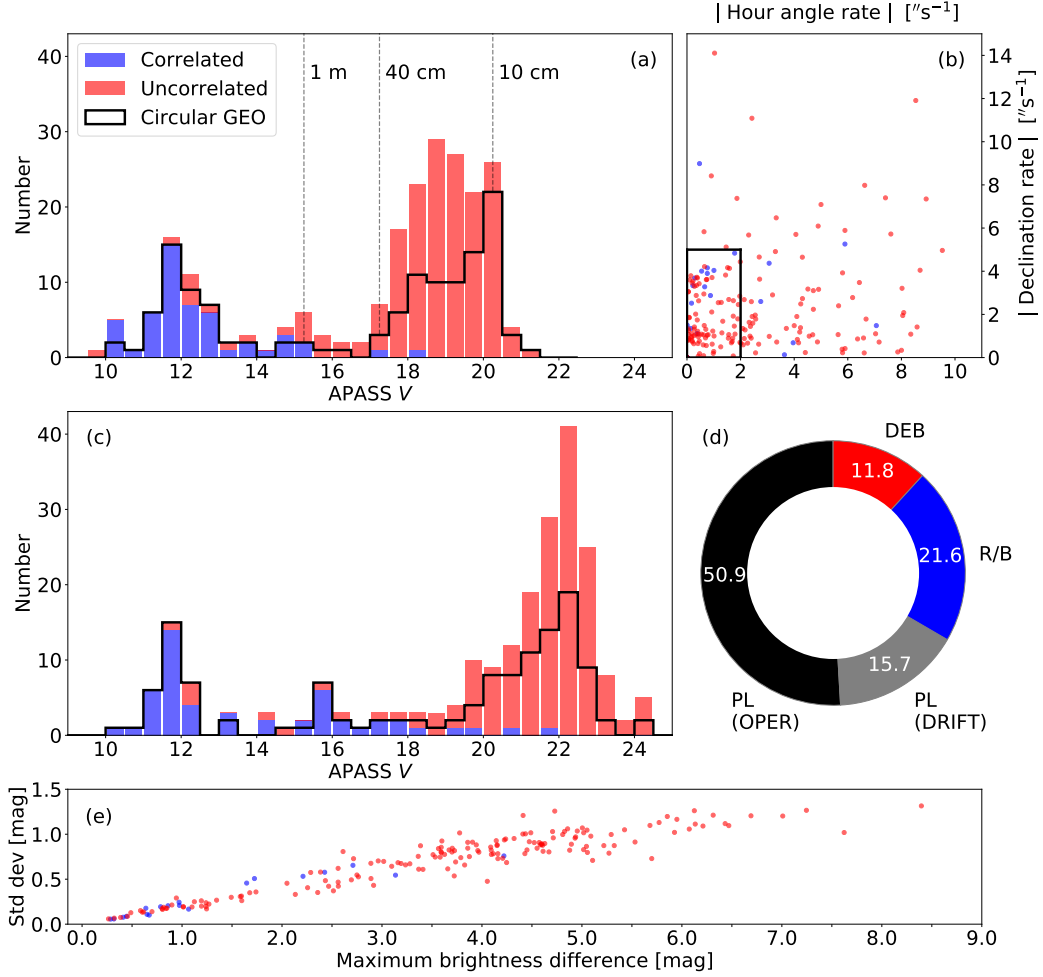 | Hour angle rate | [″s⁻¹]
40
30
20
10
0
Number
Correlated
Uncorrelated
Circular GEO
1 m
40 cm
10 cm
(a)
10 12 14 16 18 20 22 24
APASS V
(b)
14
12
10
8
6
4
2
0
| Declination rate | [″s⁻¹]
0 2 4 6 8 10
(c)
40
30
20
10
0
Number
10 12 14 16 18 20 22 24
APASS V
(d)
DEB
11.8
R/B
21.6
50.9
15.7
PL
(OPER)
PL
(DRIFT)
(e)
1.5
1.0
0.5
0.0
Std dev [mag]
0.0 1.0 2.0 3.0 4.0 5.0 6.0 7.0 8.0 9.0
Maximum brightness difference [mag]